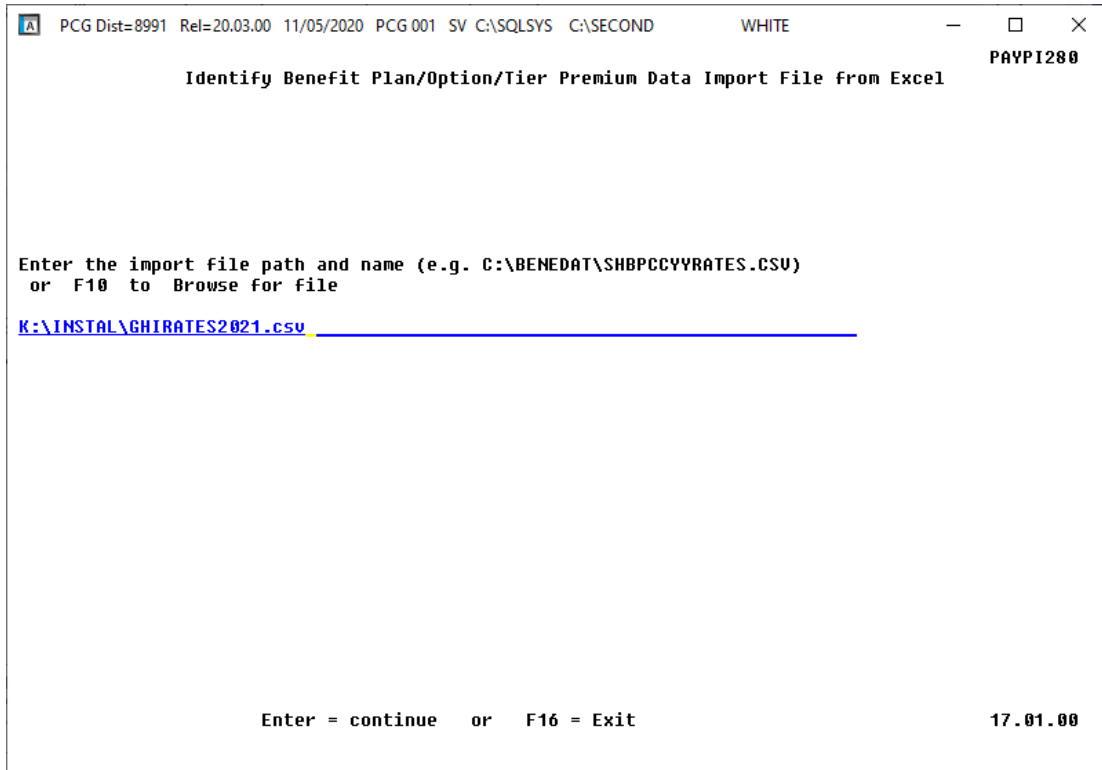 A PCG Dist=8991 Rel=20.03.00 11/05/2020 PCG 001 SV C:\SQLSYS C:\SECOND WHITE
PAYPI280
Identify Benefit Plan/Option/Tier Premium Data Import File from Excel
Enter the import file path and name (e.g. C:\BENEDAT\SHBPCCYYRATES.CSV)
or F10 to Browse for file
K:\INSTAL\GHIRATES2021.csv
Enter = continue or F16 = Exit 17.01.00